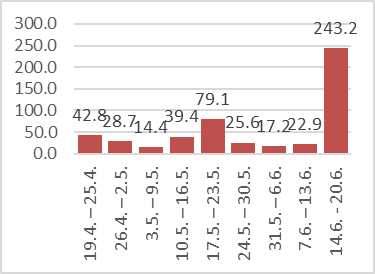 300.0
250.0
200.0
150.0
100.0
50.0
0.0
42.8
28.7
14.4
39.4
79.1
25.6
17.2
22.9
243.2
19.4. – 25.4.
26.4. – 2.5.
3.5. – 9.5.
10.5. – 16.5.
17.5. – 23.5.
24.5. – 30.5.
31.5. – 6.6.
7.6. – 13.6.
14.6. - 20.6.